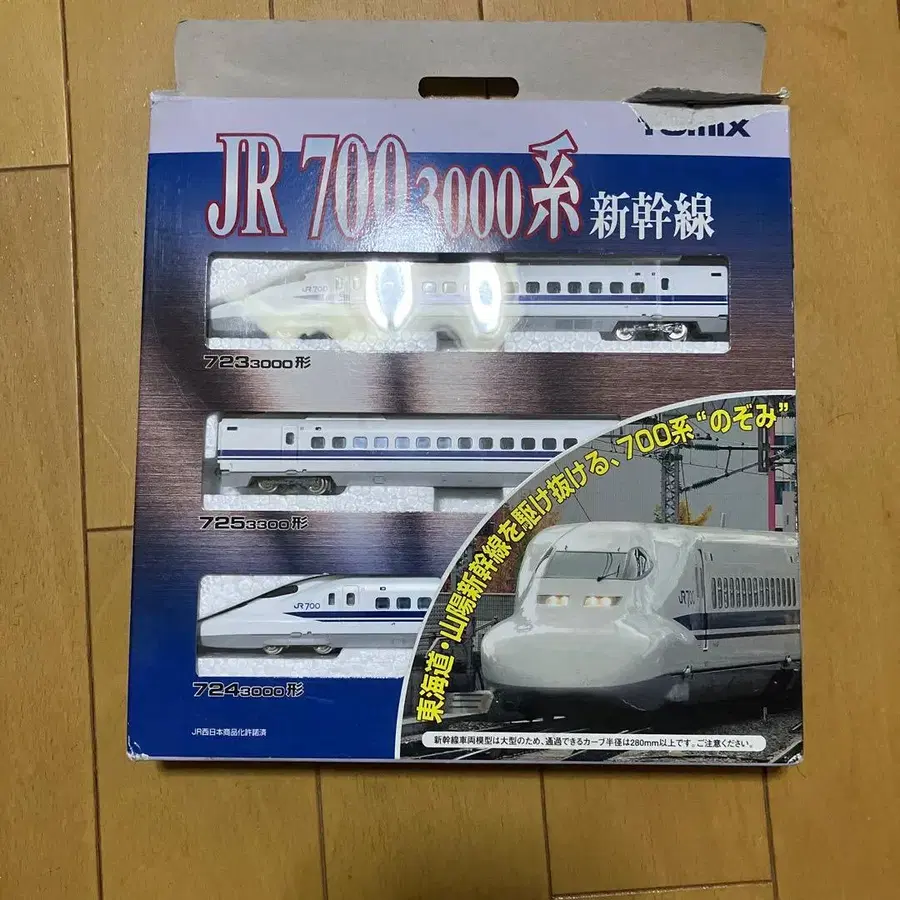 TOMIX
JR 700 3000系 新幹線
JR700
723 3000形
725 3300形
JR700
724 3000形
東海道・山陽新幹線を駆け抜ける、700系“のぞみ”
JR700
JR西日本商品化許諾済
新幹線車両模型は大型のため、通過できるカーブ半径は280mm以上です。ご注意ください。